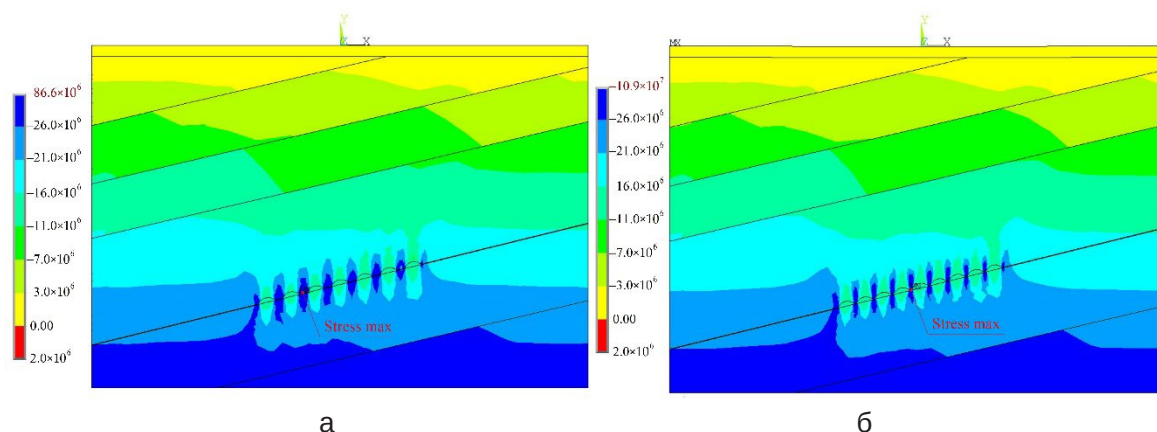 Y
Z X
86.6×10⁶
−26.0×10⁶
−21.0×10⁶
−16.0×10⁶
−11.0×10⁶
−7.0×10⁶
3.0×10⁶
0.00
2.0×10⁶
Stress max
а
Y
Z X
MX
−10.9×10⁷
−26.0×10⁶
21.0×10⁶
16.0×10⁶
−11.0×10⁶
−7.0×10⁶
−3.0×10⁶
0.00
2.0×10⁶
Stress max
б